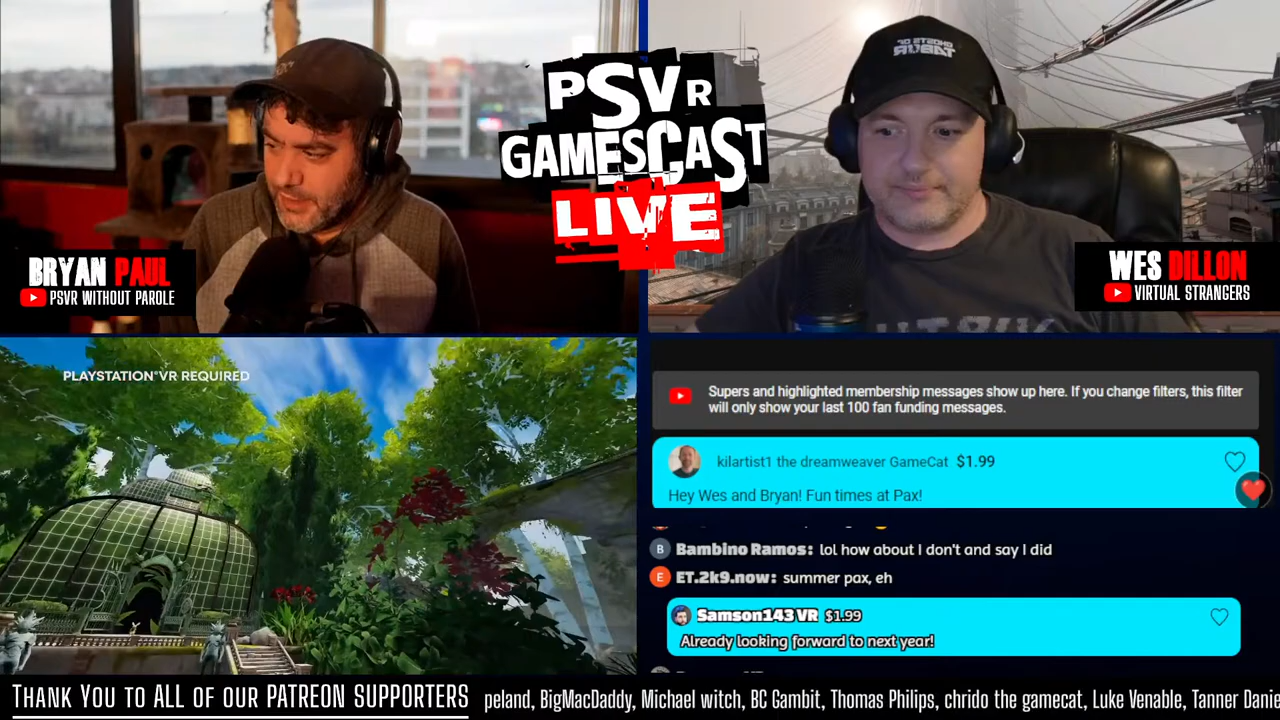 PSVR
GAMESCAST
LIVE
BRYAN PAUL
PSVR WITHOUT PAROLE
GHOSTS OF
TABOR
WES DILLON
VIRTUAL STRANGERS
PLAYSTATION®VR REQUIRED
Supers and highlighted membership messages show up here. If you change filters, this filter
will only show your last 100 fan funding messages.
kilartist1 the dreamweaver GameCat $1.99
Hey Wes and Bryan! Fun times at Pax!
B Bambino Ramos: lol how about I don't and say I did
E ET.2k9.now: summer pax, eh
Samson143 VR $1.99
Already looking forward to next year!
THANK YOU TO ALL OF OUR PATREON SUPPORTERS
peland, BigMacDaddy, Michael witch, BC Gambit, Thomas Philips, chrido the gamecat, Luke Venable, Tanner Danie